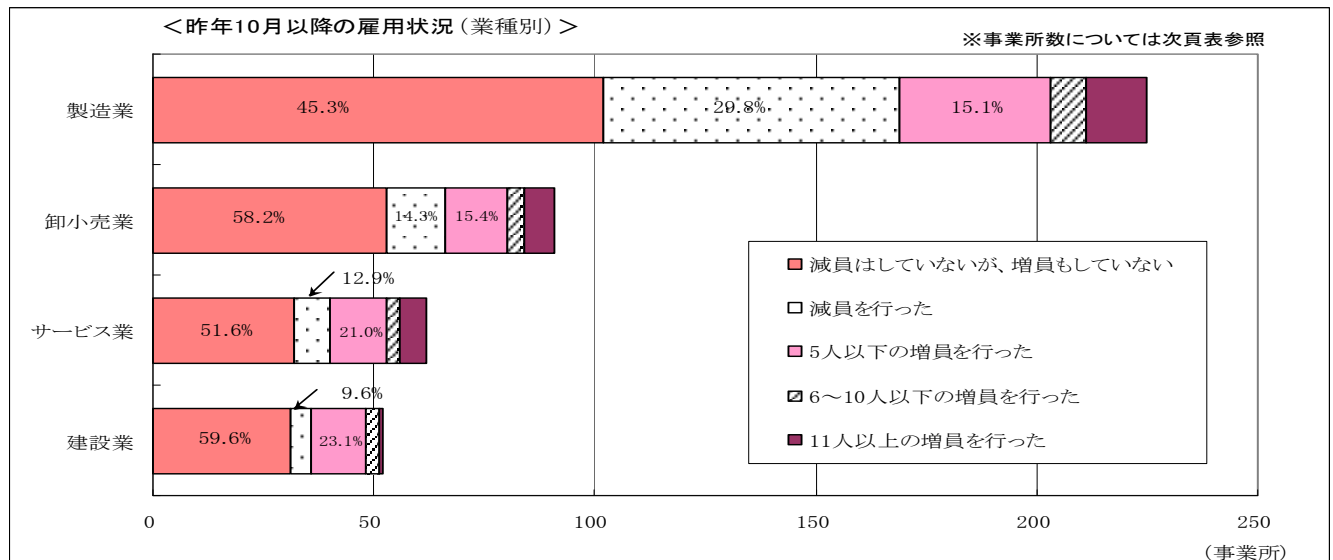 ＜昨年10月以降の雇用状況（業種別）＞
※事業所数については次頁表参照
製造業
45.3%
29.8%
15.1%
卸小売業
58.2%
14.3%
15.4%
12.9%
サービス業
51.6%
21.0%
9.6%
建設業
59.6%
23.1%
減員はしていないが、増員もしていない
減員を行った
5人以下の増員を行った
6～10人以下の増員を行った
11人以上の増員を行った
0
50
100
150
200
250
（事業所）